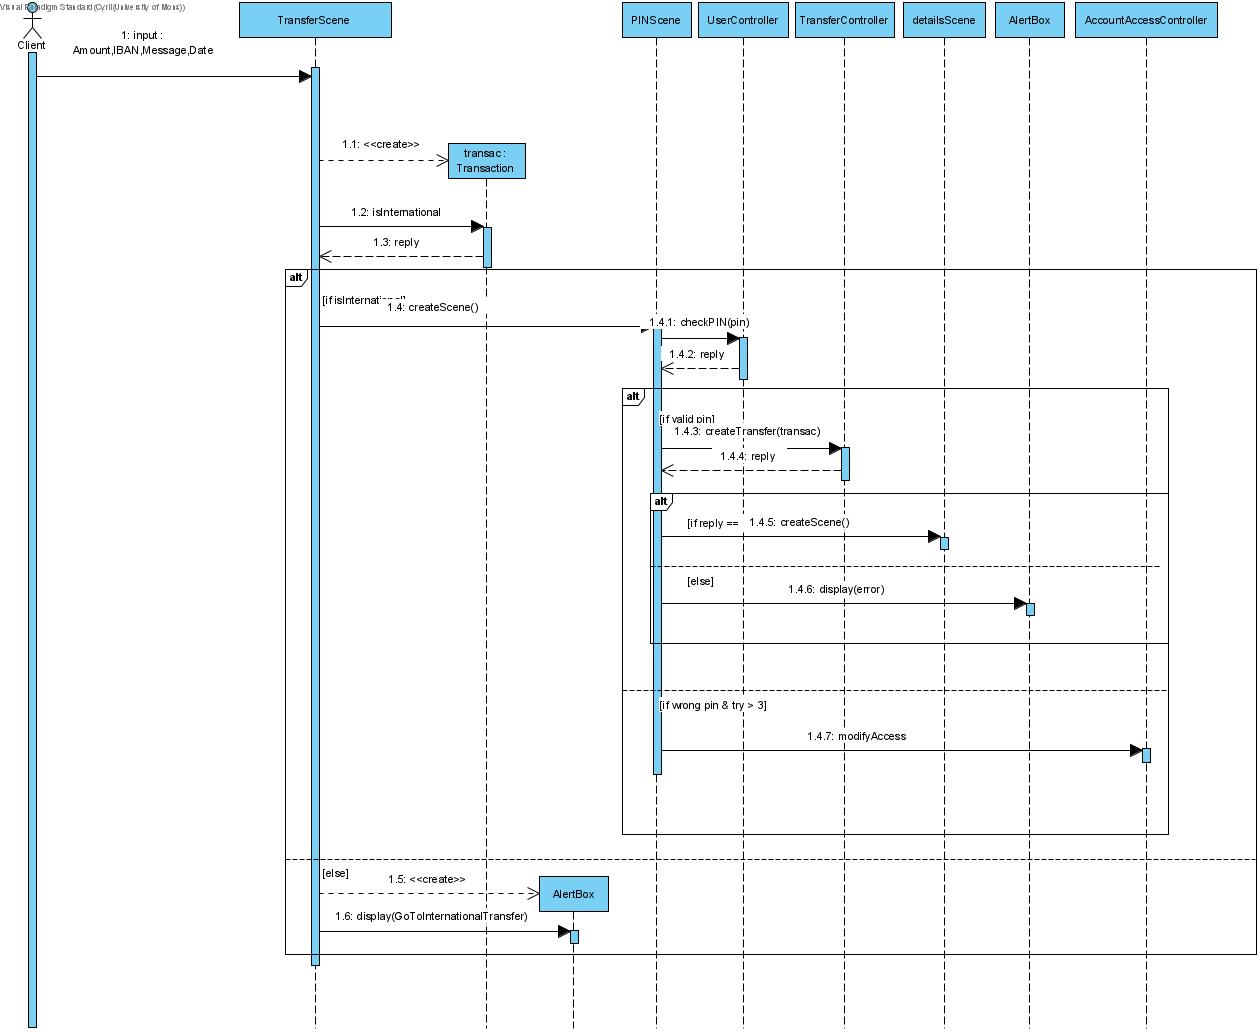 Visual Paradigm Standard(Cyril(University of Mons))
TransferScene
PINScene
UserController
TransferController
detailsScene
AlertBox
AccountAccessController
Client
1: input :
Amount,IBAN,Message,Date
1.1: <<create>>
transac :
Transaction
1.2: isInternational
1.3: reply
alt
[if isInternational]
1.4: createScene()
1.4.1: checkPIN(pin)
1.4.2: reply
alt
[if valid pin]
1.4.3: createTransfer(transac)
1.4.4: reply
alt
[if reply ==
1.4.5: createScene()
[else]
1.4.6: display(error)
[if wrong pin & try > 3]
1.4.7: modifyAccess
[else]
1.5: <<create>>
AlertBox
1.6: display(GoToInternationalTransfer)